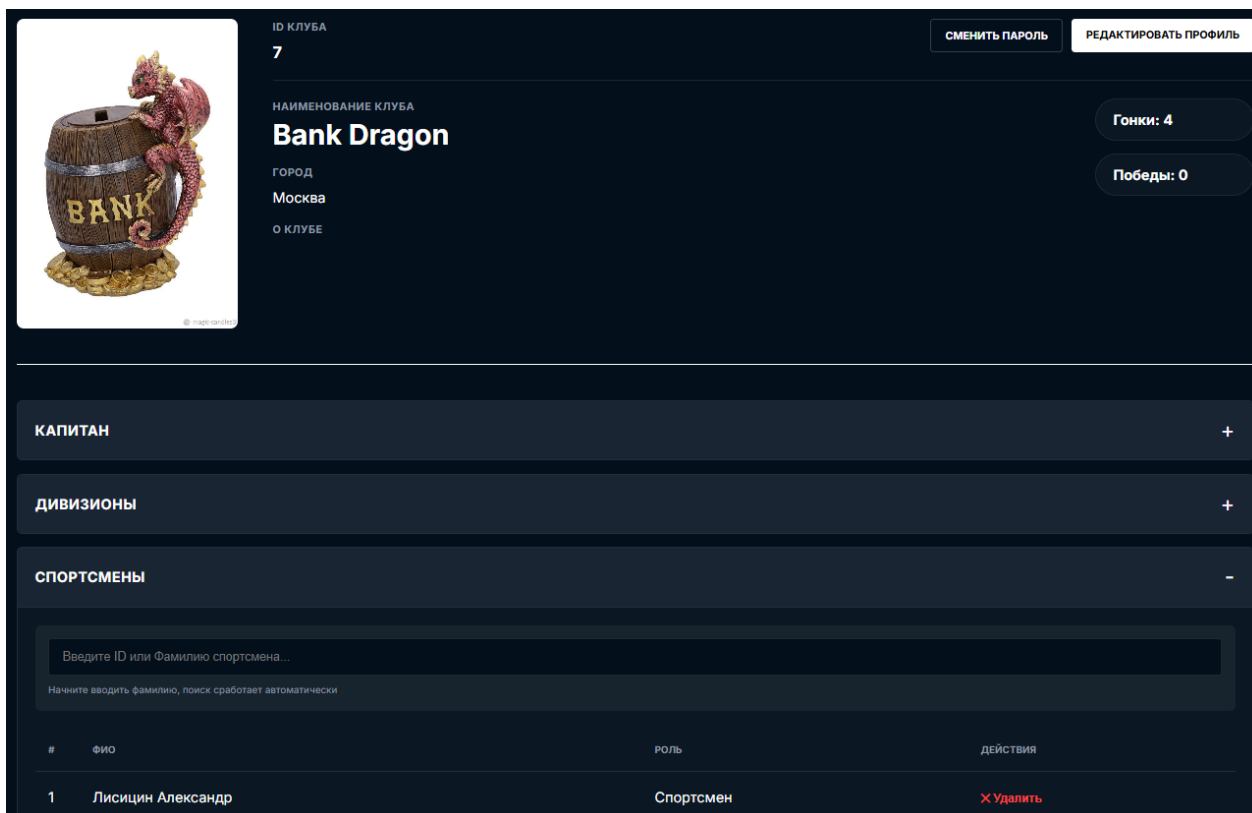 ID КЛУБА
7
СМЕНИТЬ ПАРОЛЬ
РЕДАКТИРОВАТЬ ПРОФИЛЬ
НАИМЕНОВАНИЕ КЛУБА
Bank Dragon
ГОРОД
Москва
О КЛУБЕ
Гонки: 4
Победы: 0
BANK
КАПИТАН
+
ДИВИЗИОНЫ
+
СПОРТСМЕНЫ
-
Введите ID или Фамилию спортсмена...
Начните вводить фамилию, поиск сработает автоматически
# ФИО РОЛЬ ДЕЙСТВИЯ
1 Лисицин Александр Спортсмен ✕ Удалить